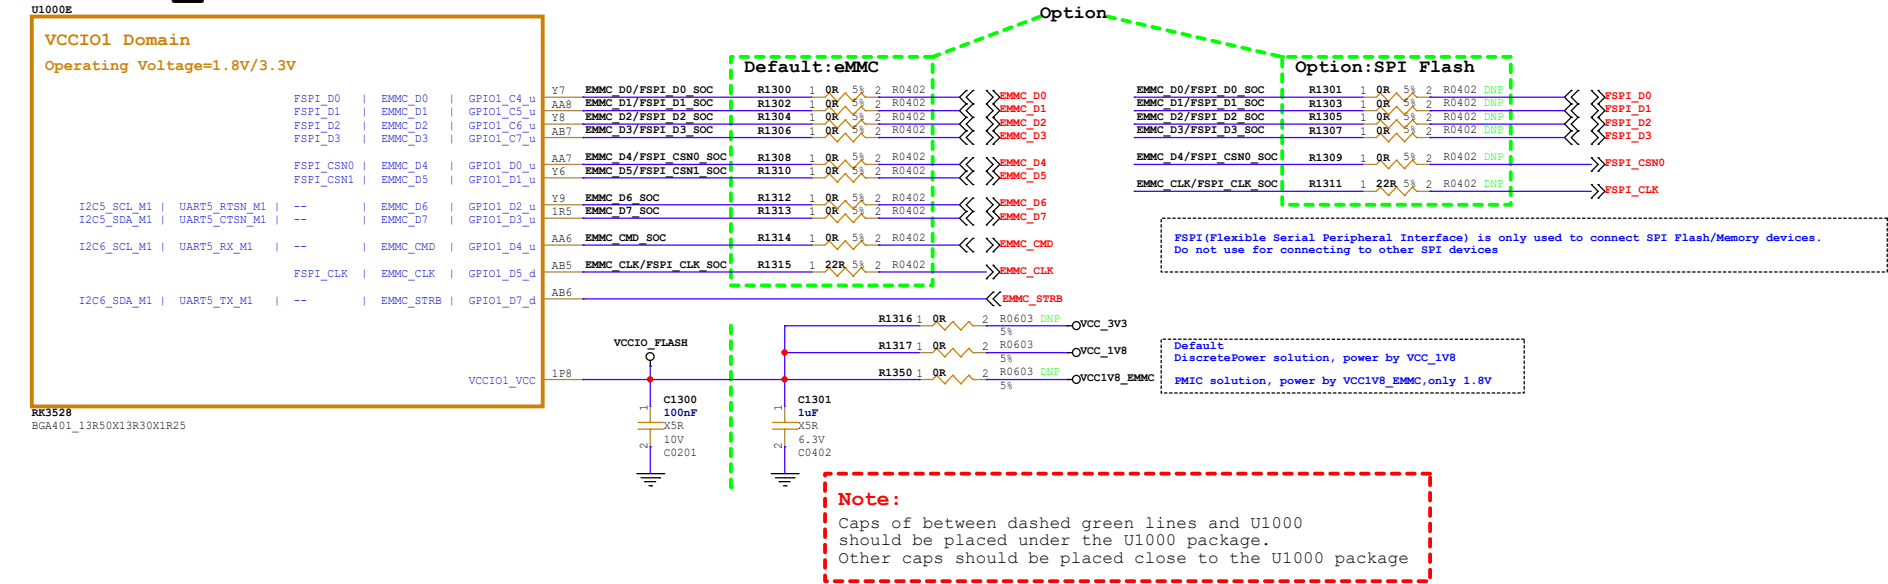 U1000E
Option
VCCIO1 Domain
Operating Voltage=1.8V/3.3V
Default:eMMC
Option:SPI Flash
FSPI_D0 | EMMC_D0 | GPIO1_C4_u Y7 EMMC_D0/FSPI_D0_SOC R1300 1 0R 5% 2 R0402 EMMC_D0
FSPI_D1 | EMMC_D1 | GPIO1_C5_u AA8 EMMC_D1/FSPI_D1_SOC R1302 1 0R 5% 2 R0402 EMMC_D1
FSPI_D2 | EMMC_D2 | GPIO1_C6_u Y8 EMMC_D2/FSPI_D2_SOC R1304 1 0R 5% 2 R0402 EMMC_D2
FSPI_D3 | EMMC_D3 | GPIO1_C7_u AB7 EMMC_D3/FSPI_D3_SOC R1306 1 0R 5% 2 R0402 EMMC_D3
FSPI_CSN0 | EMMC_D4 | GPIO1_D0_u AA7 EMMC_D4/FSPI_CSN0_SOC R1308 1 0R 5% 2 R0402 EMMC_D4
FSPI_CSN1 | EMMC_D5 | GPIO1_D1_u Y6 EMMC_D5/FSPI_CSN1_SOC R1310 1 0R 5% 2 R0402 EMMC_D5
I2C5_SCL_M1 | UART5_RTSN_M1 | -- | EMMC_D6 | GPIO1_D2_u Y9 EMMC_D6_SOC R1312 1 0R 5% 2 R0402 EMMC_D6
I2C5_SDA_M1 | UART5_CTSN_M1 | -- | EMMC_D7 | GPIO1_D3_u 1R5 EMMC_D7_SOC R1313 1 0R 5% 2 R0402 EMMC_D7
I2C6_SCL_M1 | UART5_RX_M1 | -- | EMMC_CMD | GPIO1_D4_u AA6 EMMC_CMD_SOC R1314 1 0R 5% 2 R0402 EMMC_CMD
FSPI_CLK | EMMC_CLK | GPIO1_D5_d AB5 EMMC_CLK/FSPI_CLK_SOC R1315 1 22R 5% 2 R0402 EMMC_CLK
I2C6_SDA_M1 | UART5_TX_M1 | -- | EMMC_STRB | GPIO1_D7_d AB6 EMMC_STRB
EMMC_D0/FSPI_D0_SOC R1301 1 0R 5% 2 R0402 DNP FSPI_D0
EMMC_D1/FSPI_D1_SOC R1303 1 0R 5% 2 R0402 DNP FSPI_D1
EMMC_D2/FSPI_D2_SOC R1305 1 0R 5% 2 R0402 DNP FSPI_D2
EMMC_D3/FSPI_D3_SOC R1307 1 0R 5% 2 R0402 DNP FSPI_D3
EMMC_D4/FSPI_CSN0_SOC R1309 1 0R 5% 2 R0402 DNP FSPI_CSN0
EMMC_CLK/FSPI_CLK_SOC R1311 1 22R 5% 2 R0402 DNP FSPI_CLK
FSPI(Flexible Serial Peripheral Interface) is only used to connect SPI Flash/Memory devices.
Do not use for connecting to other SPI devices
R1316 1 0R 2 R0603 DNP VCC_3V3
5%
VCCIO_FLASH
R1317 1 0R 2 R0603 VCC_1V8
5%
VCCIO1_VCC 1P8
R1350 1 0R 2 R0603 DNP VCC1V8_EMMC
5%
Default
DiscretePower solution, power by VCC_1V8
PMIC solution, power by VCC1V8_EMMC,only 1.8V
1 C1300
100nF
X5R
2 10V
C0201
1 C1301
1uF
X5R
2 6.3V
C0402
RK3528
BGA401_13R50X13R30X1R25
Note:
Caps of between dashed green lines and U1000
should be placed under the U1000 package.
Other caps should be placed close to the U1000 package